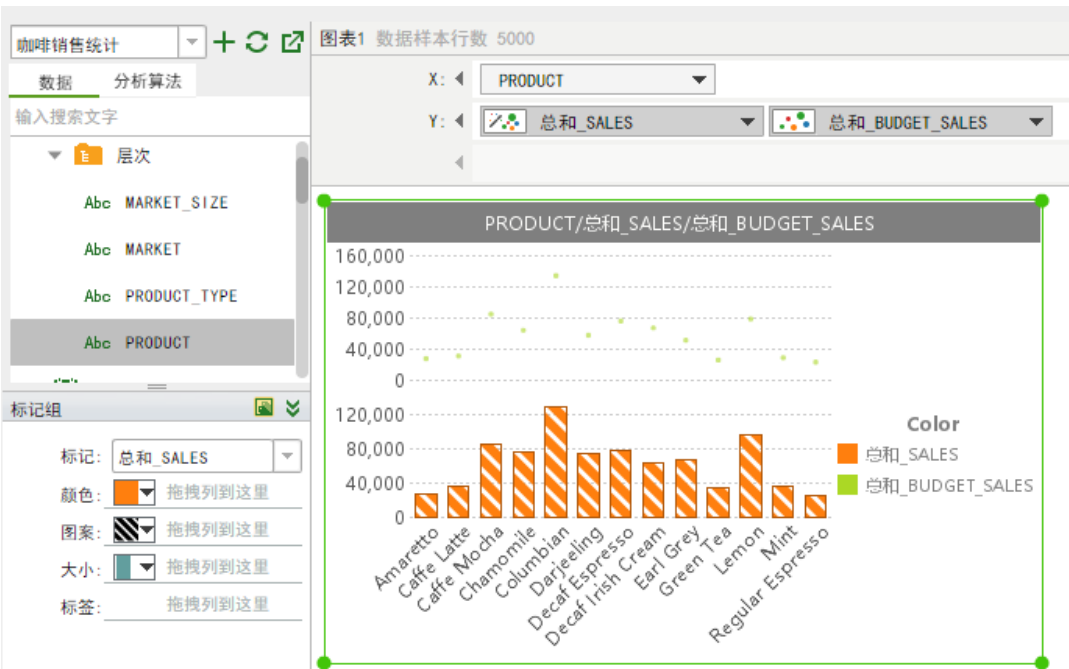 咖啡销售统计
数据 分析算法
输入搜索文字
层次
Abc MARKET_SIZE
Abc MARKET
Abc PRODUCT_TYPE
Abc PRODUCT
标记组
标记: 总和_SALES
颜色: 拖拽列到这里
图案: 拖拽列到这里
大小: 拖拽列到这里
标签: 拖拽列到这里
图表1 数据样本行数 5000
X: PRODUCT
Y: 总和_SALES 总和_BUDGET_SALES
PRODUCT/总和_SALES/总和_BUDGET_SALES
160,000
120,000
80,000
40,000
0
120,000
80,000
40,000
0
Amaretto
Caffe Latte
Caffe Mocha
Chamomile
Columbian
Darjeeling
Decaf Espresso
Decaf Irish Cream
Earl Grey
Green Tea
Lemon
Mint
Regular Espresso
Color
总和_SALES
总和_BUDGET_SALES